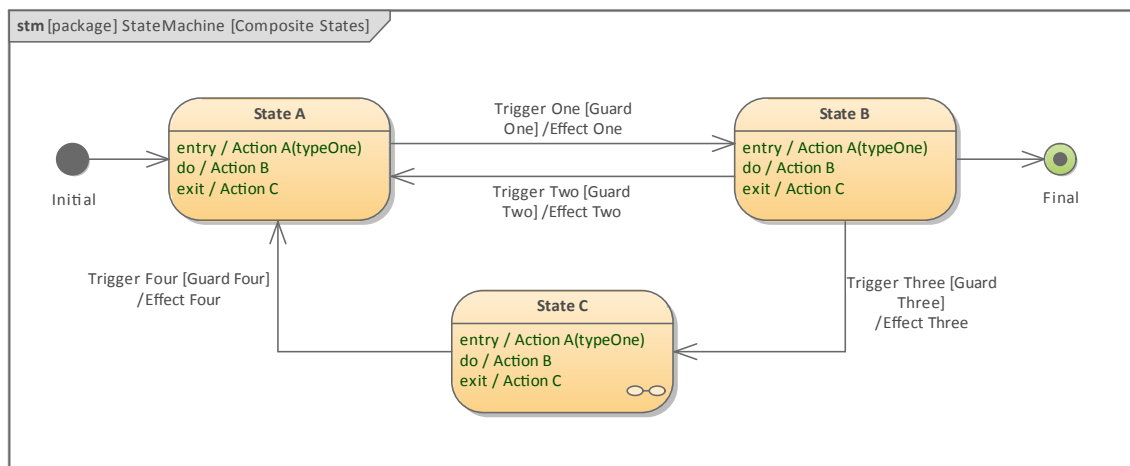 stm [package] StateMachine [Composite States]
State A
entry / Action A(typeOne)
do / Action B
exit / Action C
Trigger One [Guard
One] /Effect One
Trigger Two [Guard
Two] /Effect Two
State B
entry / Action A(typeOne)
do / Action B
exit / Action C
Initial
Final
Trigger Four [Guard Four]
/Effect Four
Trigger Three [Guard
Three]
/Effect Three
State C
entry / Action A(typeOne)
do / Action B
exit / Action C